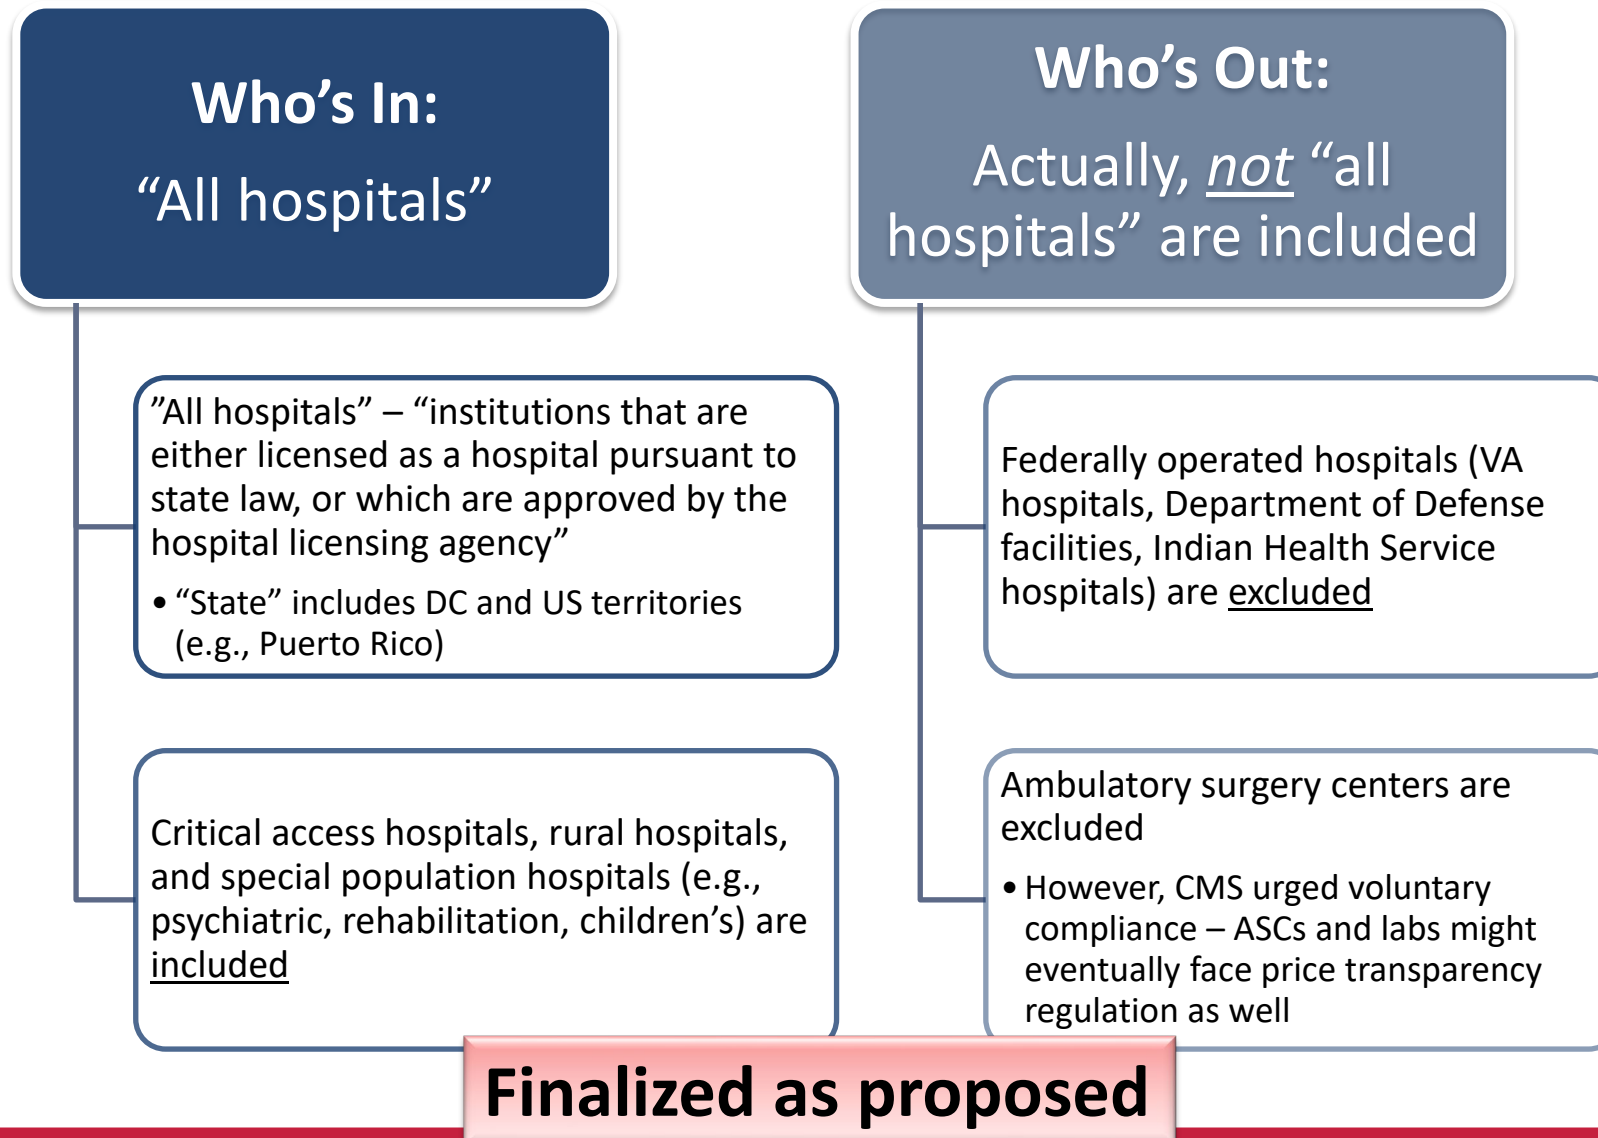 Who’s In:
“All hospitals”
”All hospitals” – “institutions that are
either licensed as a hospital pursuant to
state law, or which are approved by the
hospital licensing agency”
• “State” includes DC and US territories
(e.g., Puerto Rico)
Critical access hospitals, rural hospitals,
and special population hospitals (e.g.,
psychiatric, rehabilitation, children’s) are
included
Who’s Out:
Actually, not “all
hospitals” are included
Federally operated hospitals (VA
hospitals, Department of Defense
facilities, Indian Health Service
hospitals) are excluded
Ambulatory surgery centers are
excluded
• However, CMS urged voluntary
compliance – ASCs and labs might
eventually face price transparency
regulation as well
Finalized as proposed